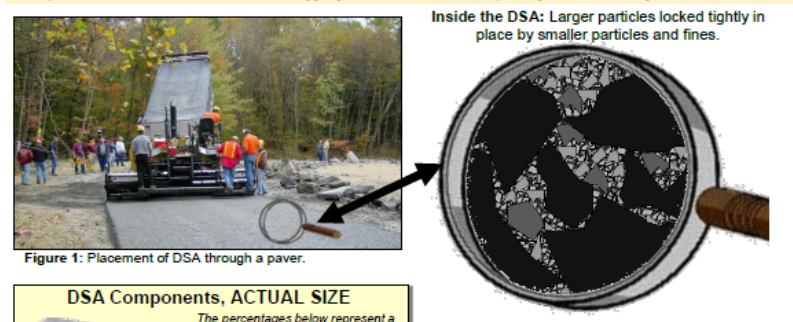 Inside the DSA: Larger particles locked tightly in
place by smaller particles and fines.
Figure 1: Placement of DSA through a paver.
DSA Components, ACTUAL SIZE
The percentages below represent a